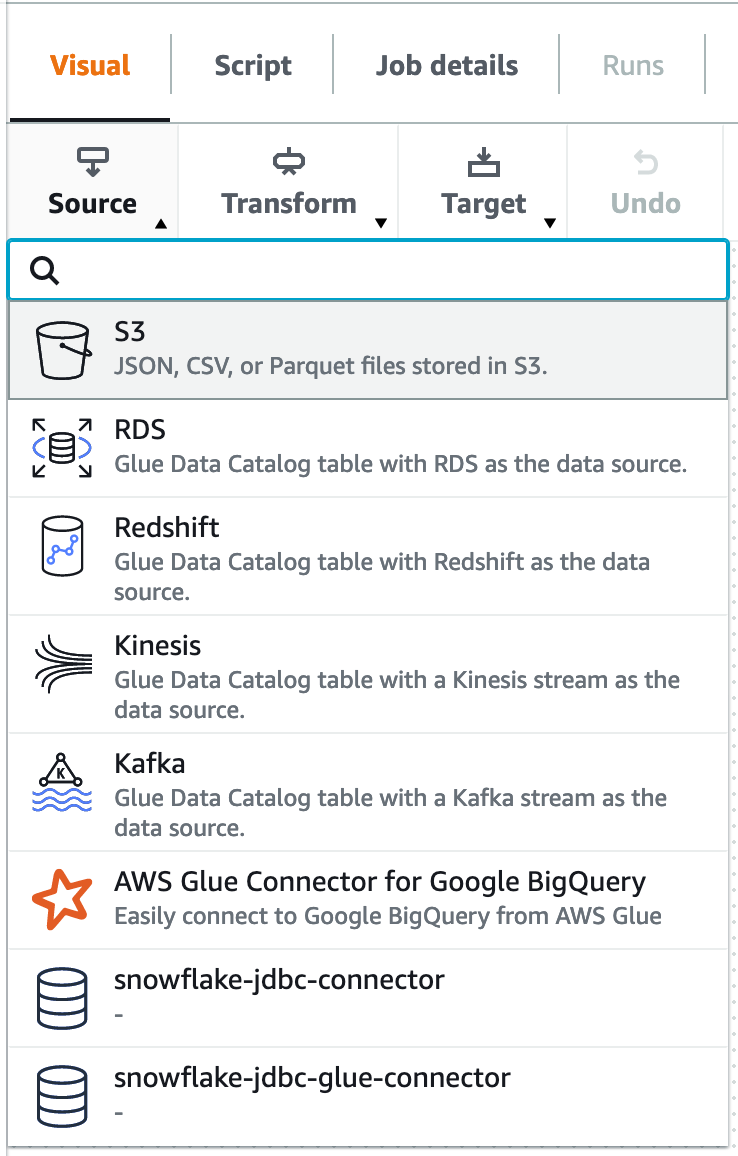 Visual Script Job details Runs
Source Transform Target Undo
S3
JSON, CSV, or Parquet files stored in S3.
RDS
Glue Data Catalog table with RDS as the data source.
Redshift
Glue Data Catalog table with Redshift as the data
source.
Kinesis
Glue Data Catalog table with a Kinesis stream as the
data source.
K
Kafka
Glue Data Catalog table with a Kafka stream as the
data source.
AWS Glue Connector for Google BigQuery
Easily connect to Google BigQuery from AWS Glue
snowflake-jdbc-connector
-
snowflake-jdbc-glue-connector
-